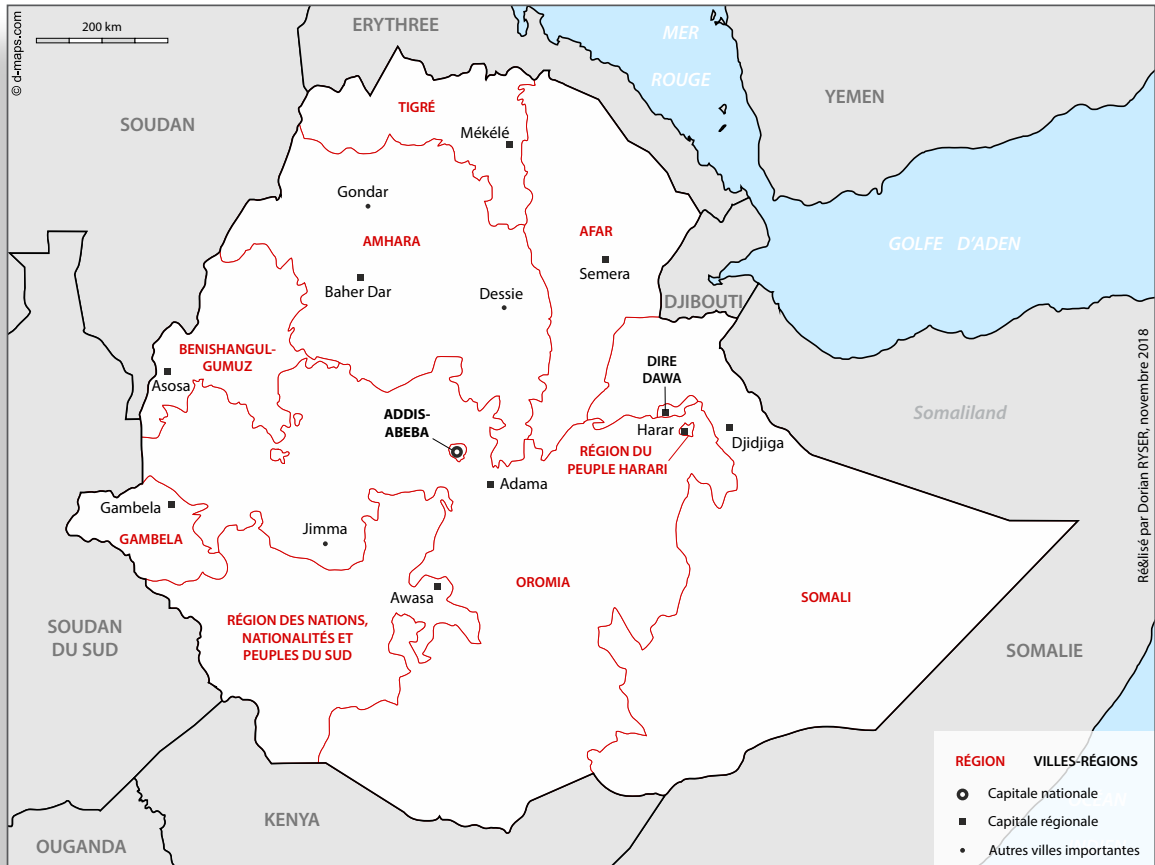 © d-maps.com
200 km
ERYTHREE
MER
ROUGE
YEMEN
SOUDAN
TIGRÉ
Mékélé
Gondar
AMHARA
AFAR
GOLFE D'ADEN
Semera
Baher Dar
Dessie
DJIBOUTI
BENISHANGUL-
GUMUZ
Asosa
DIRE
DAWA
ADDIS-
ABEBA
Somaliland
Harar
Djidjiga
RÉGION DU
PEUPLE HARARI
Adama
Gambela
GAMBELA
Jimma
OROMIA
Awasa
SOMALI
RÉGION DES NATIONS,
NATIONALITÉS ET
PEUPLES DU SUD
SOUDAN
DU SUD
SOMALIE
KENYA
OUGANDA
OCEAN
RÉGION VILLES-RÉGIONS
Capitale nationale
Capitale régionale
Autres villes importantes
Ré&lisé par Dorian RYSER, novembre 2018